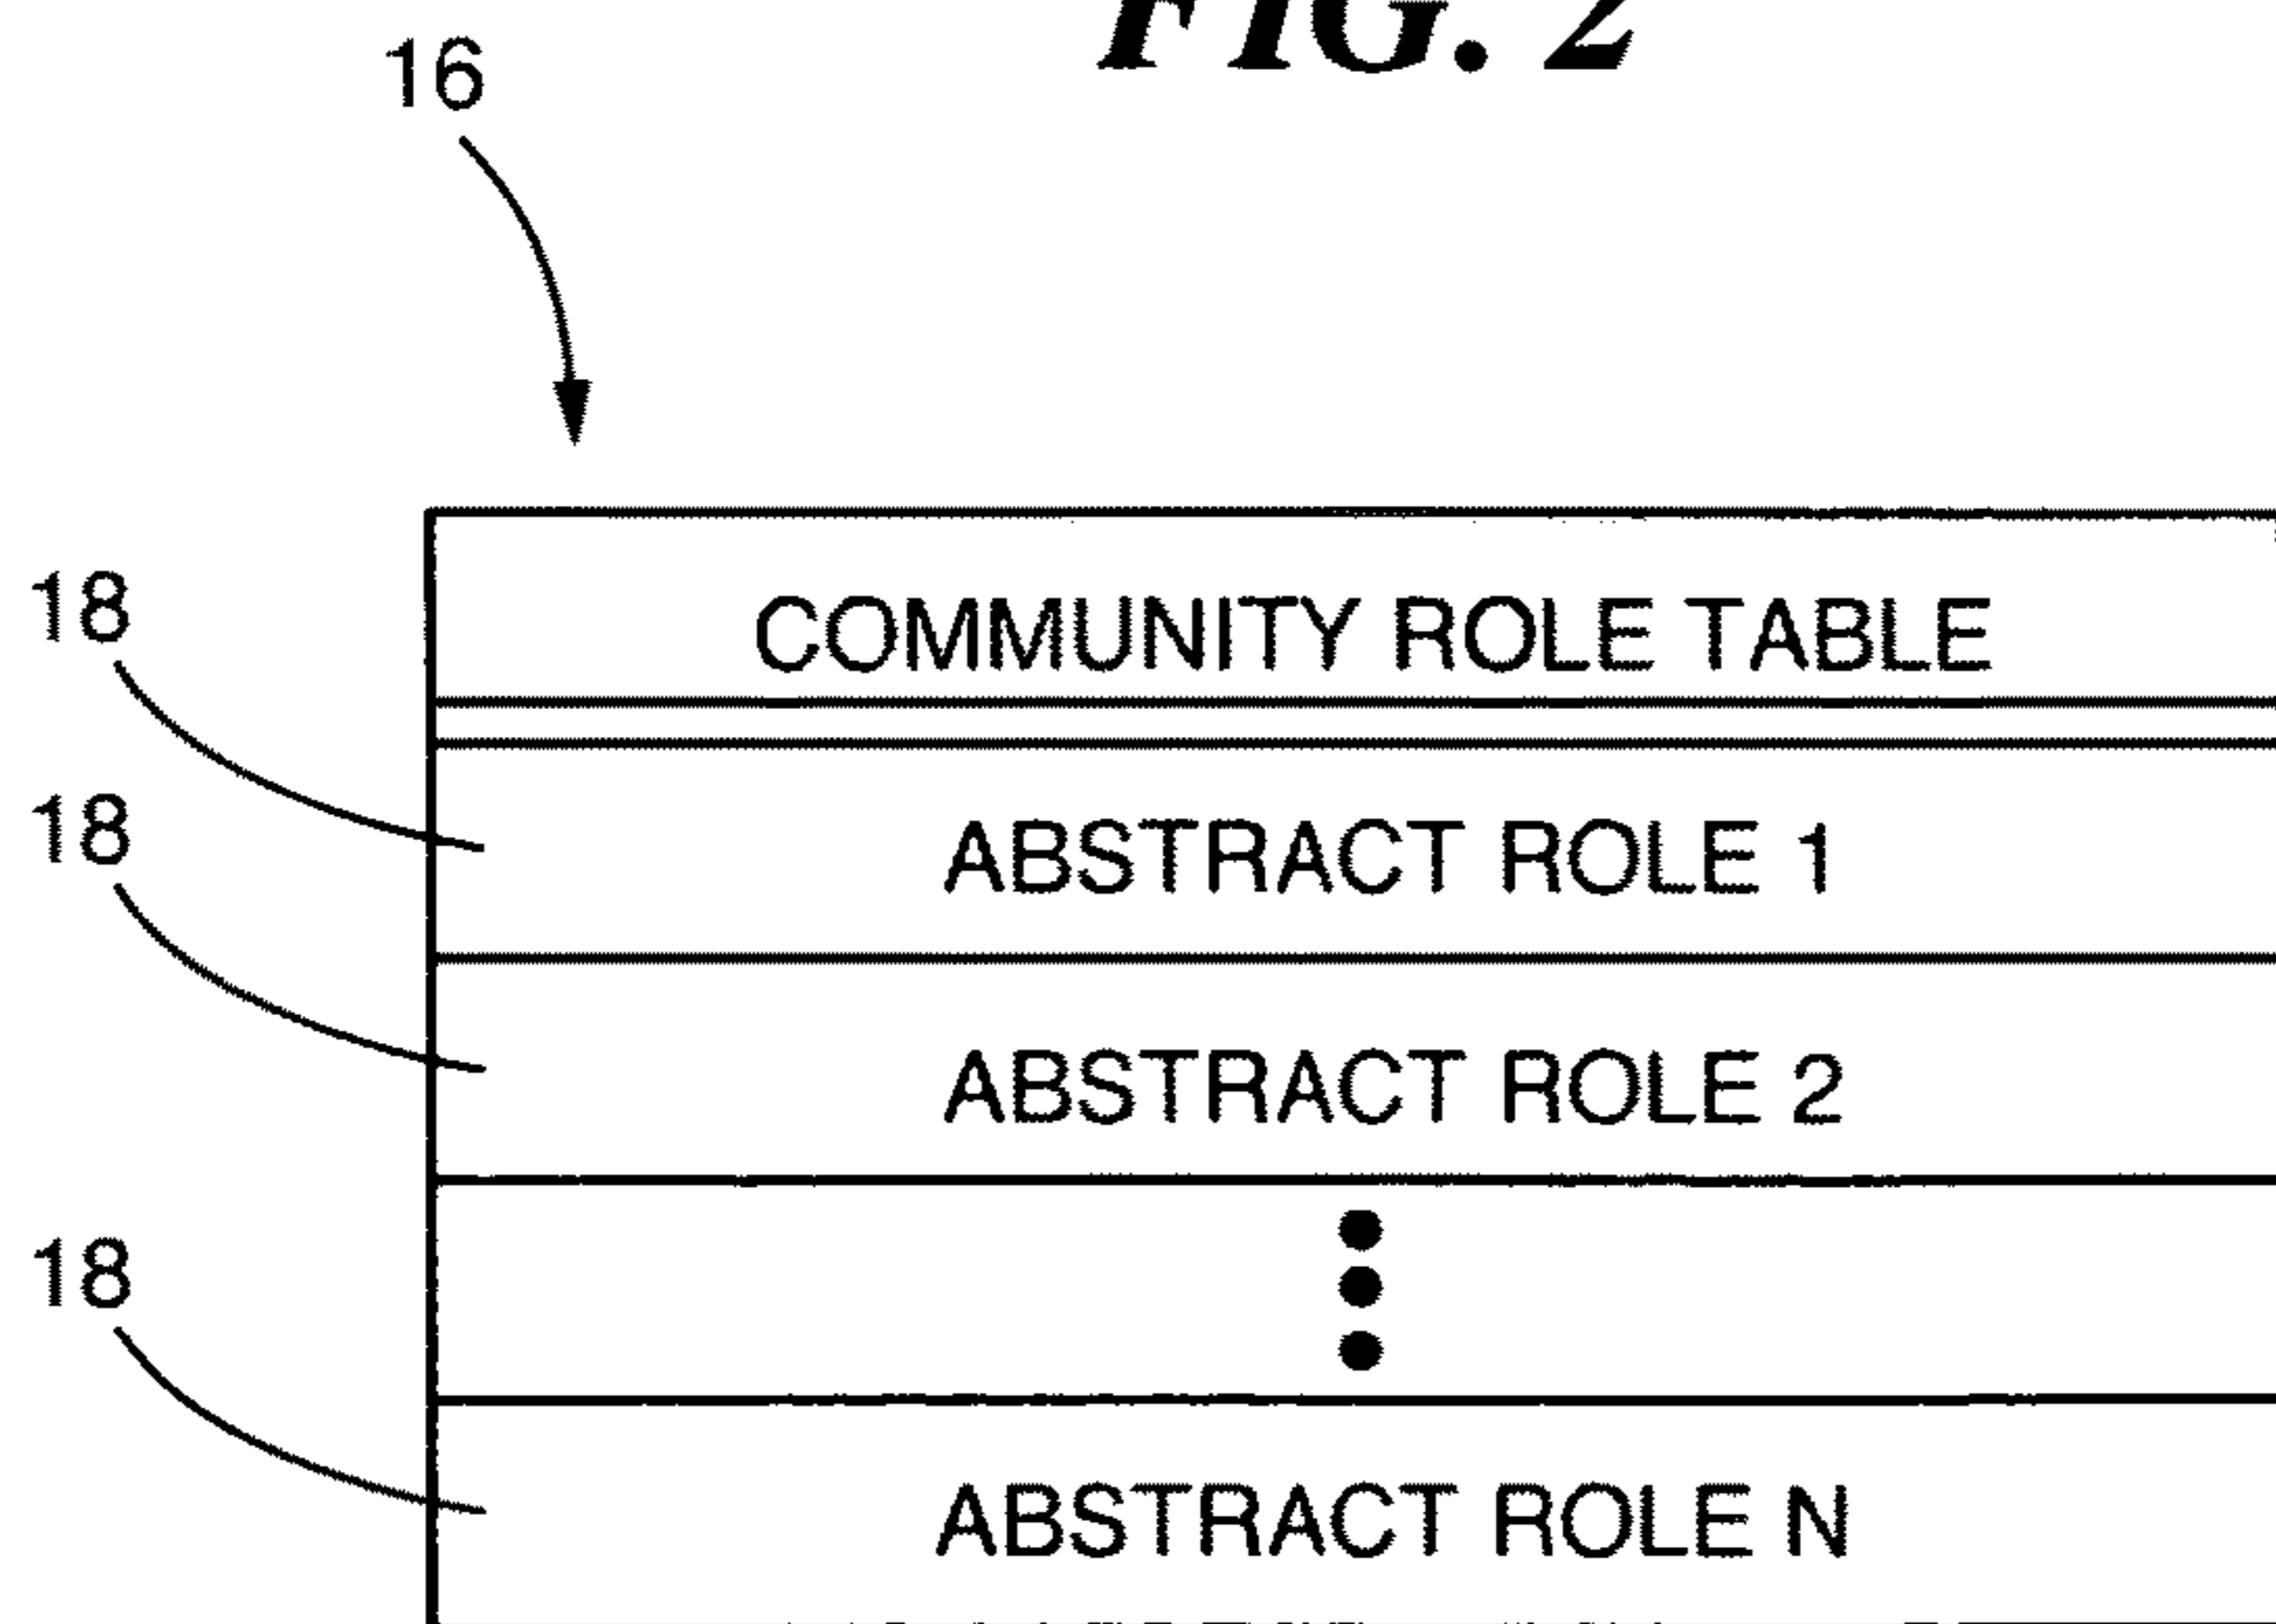 FIG. 2
16
18
COMMUNITY ROLE TABLE
18
ABSTRACT ROLE 1
ABSTRACT ROLE 2
18
ABSTRACT ROLE N